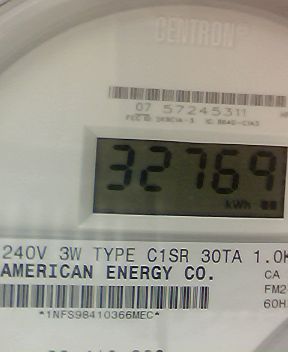 CENTRON®
07 57245311
32769
kWh
240V 3W TYPE C1SR 30TA 1.0K
AMERICAN ENERGY CO.
CA
FM2
60H
*1NFS98410366MEC*